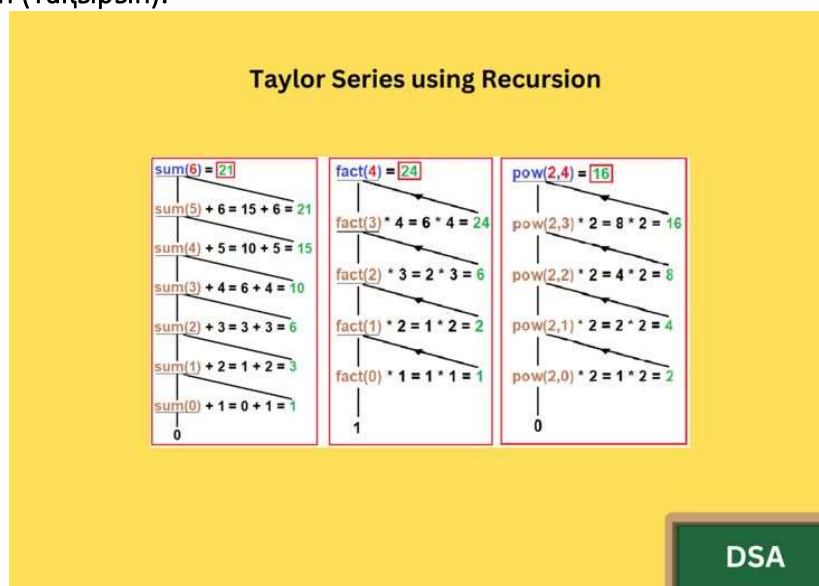 Taylor Series using Recursion
sum(6) = 21
sum(5) + 6 = 15 + 6 = 21
sum(4) + 5 = 10 + 5 = 15
sum(3) + 4 = 6 + 4 = 10
sum(2) + 3 = 3 + 3 = 6
sum(1) + 2 = 1 + 2 = 3
sum(0) + 1 = 0 + 1 = 1
0
fact(4) = 24
fact(3) * 4 = 6 * 4 = 24
fact(2) * 3 = 2 * 3 = 6
fact(1) * 2 = 1 * 2 = 2
fact(0) * 1 = 1 * 1 = 1
1
pow(2,4) = 16
pow(2,3) * 2 = 8 * 2 = 16
pow(2,2) * 2 = 4 * 2 = 8
pow(2,1) * 2 = 2 * 2 = 4
pow(2,0) * 2 = 1 * 2 = 2
0
DSA